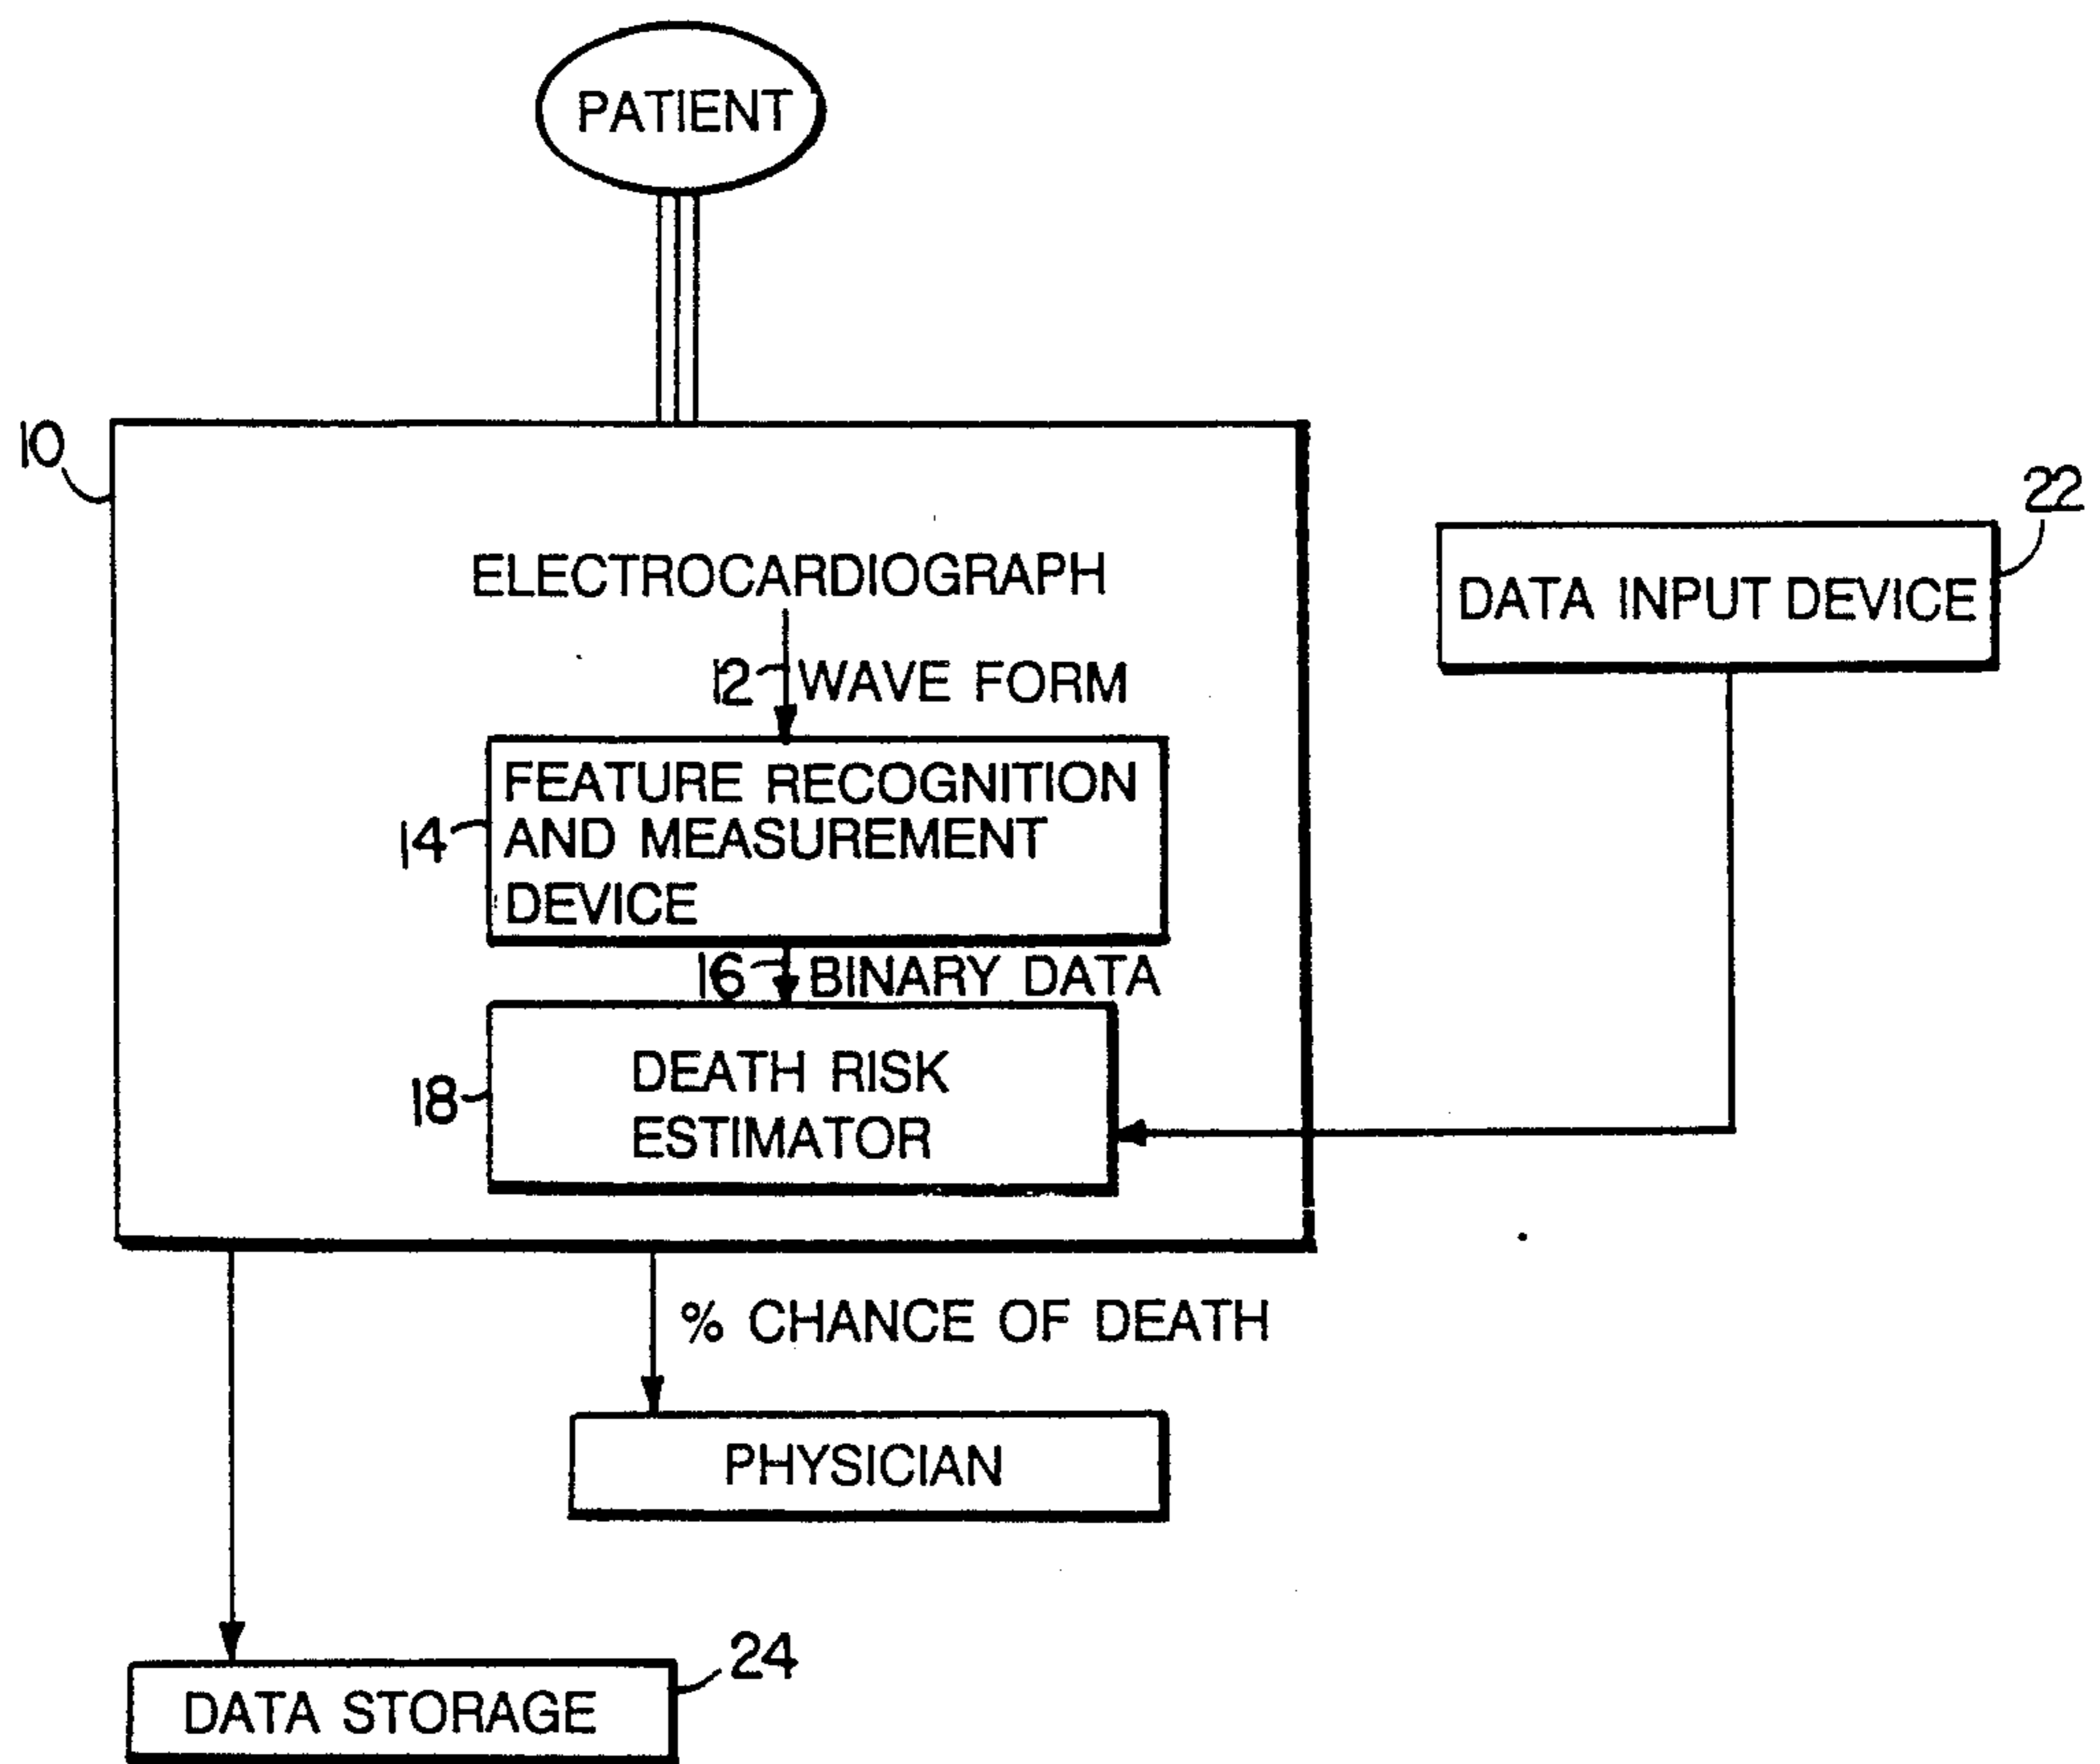 PATIENT
10
22
ELECTROCARDIOGRAPH
DATA INPUT DEVICE
12 WAVE FORM
FEATURE RECOGNITION
14 AND MEASUREMENT
DEVICE
16 BINARY DATA
DEATH RISK
18
ESTIMATOR
% CHANCE OF DEATH
PHYSICIAN
24
DATA STORAGE